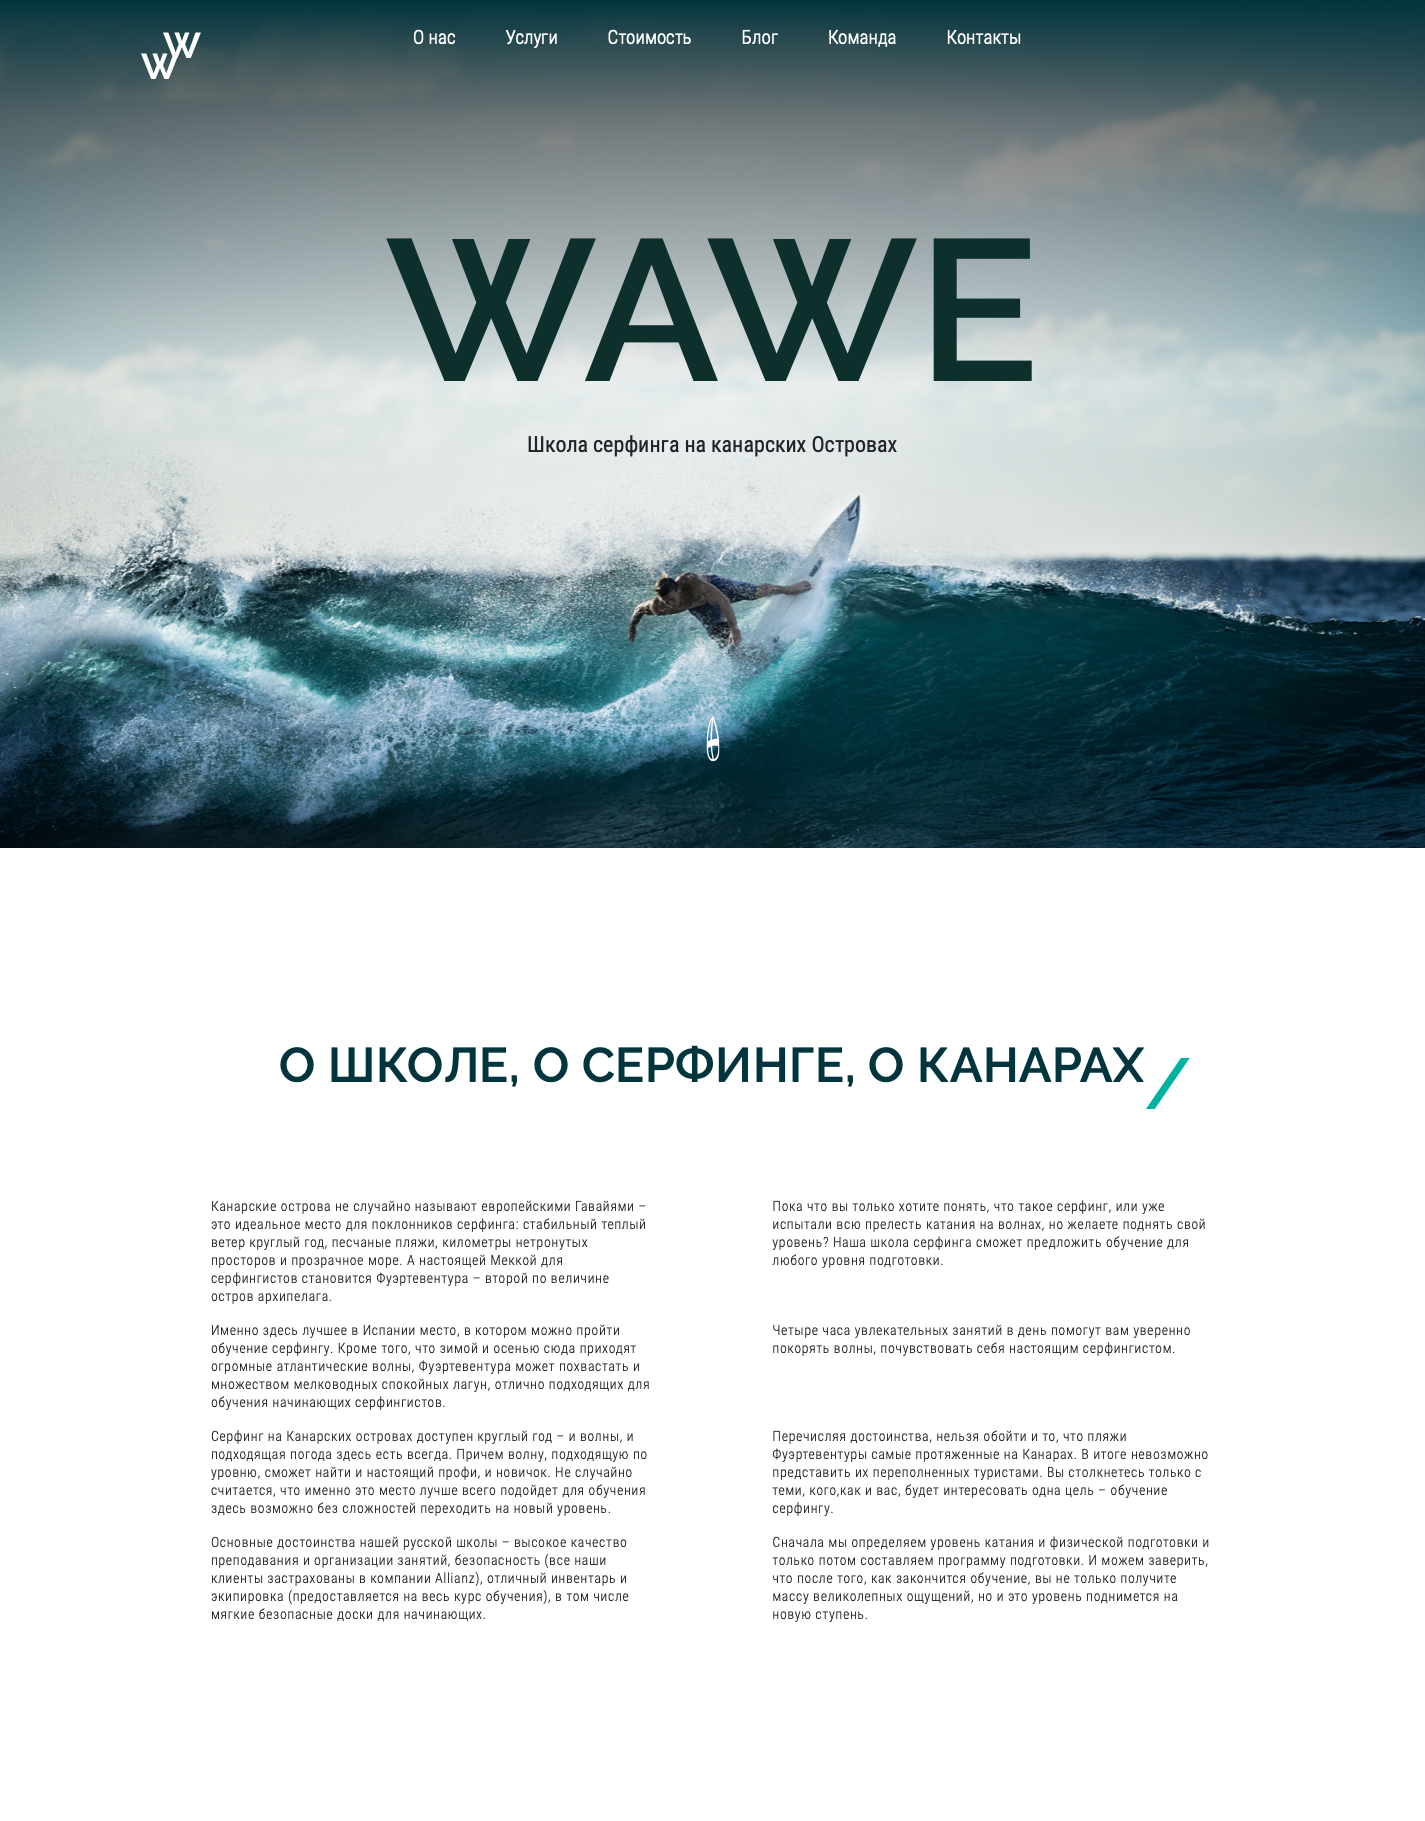 W
W
О нас Услуги Стоимость Блог Команда Контакты
WAWE
Школа серфинга на канарских Островах
О ШКОЛЕ, О СЕРФИНГЕ, О КАНАРАХ
Канарские острова не случайно называют европейскими Гавайями –
это идеальное место для поклонников серфинга: стабильный теплый
ветер круглый год, песчаные пляжи, километры нетронутых
просторов и прозрачное море. А настоящей Меккой для
серфингистов становится Фуэртевентура – второй по величине
остров архипелага.
Пока что вы только хотите понять, что такое серфинг, или уже
испытали всю прелесть катания на волнах, но желаете поднять свой
уровень? Наша школа серфинга сможет предложить обучение для
любого уровня подготовки.
Именно здесь лучшее в Испании место, в котором можно пройти
обучение серфингу. Кроме того, что зимой и осенью сюда приходят
огромные атлантические волны, Фуэртевентура может похвастать и
множеством мелководных спокойных лагун, отлично подходящих для
обучения начинающих серфингистов.
Четыре часа увлекательных занятий в день помогут вам уверенно
покорять волны, почувствовать себя настоящим серфингистом.
Серфинг на Канарских островах доступен круглый год – и волны, и
подходящая погода здесь есть всегда. Причем волну, подходящую по
уровню, сможет найти и настоящий профи, и новичок. Не случайно
считается, что именно это место лучше всего подойдет для обучения
здесь возможно без сложностей переходить на новый уровень.
Перечисляя достоинства, нельзя обойти и то, что пляжи
Фуэртевентуры самые протяженные на Канарах. В итоге невозможно
представить их переполненных туристами. Вы столкнетесь только с
теми, кого,как и вас, будет интересовать одна цель – обучение
серфингу.
Основные достоинства нашей русской школы – высокое качество
преподавания и организации занятий, безопасность (все наши
клиенты застрахованы в компании Allianz), отличный инвентарь и
экипировка (предоставляется на весь курс обучения), в том числе
мягкие безопасные доски для начинающих.
Сначала мы определяем уровень катания и физической подготовки и
только потом составляем программу подготовки. И можем заверить,
что после того, как закончится обучение, вы не только получите
массу великолепных ощущений, но и это уровень поднимется на
новую ступень.